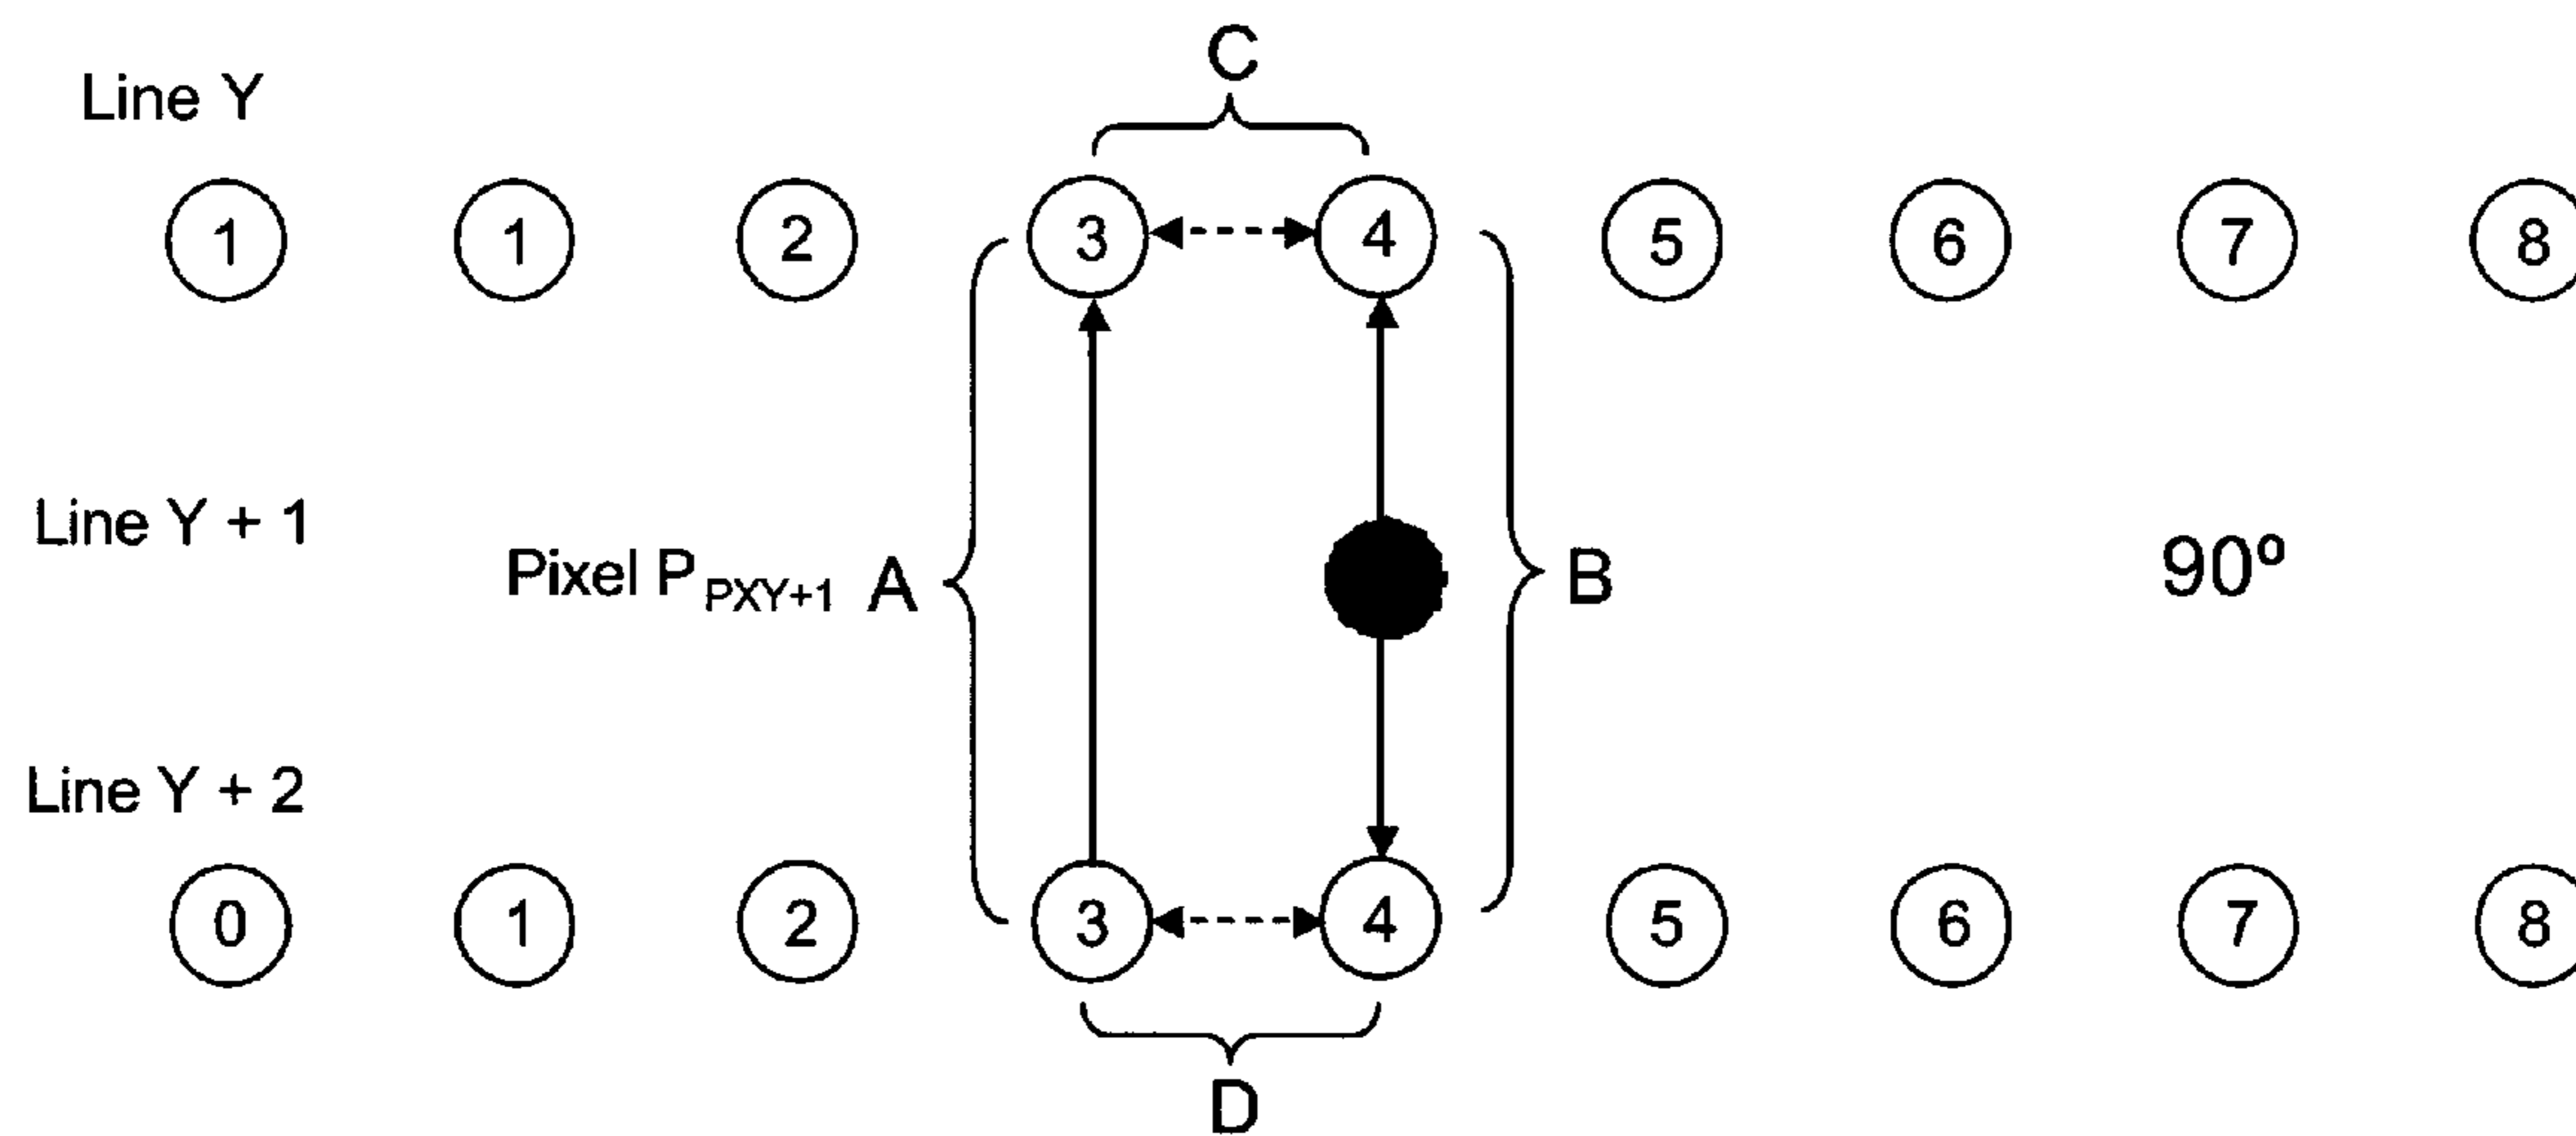 C
Line Y
1 1 2 3 4 5 6 7 8
Line Y + 1
Pixel P PXY+1 A B 90º
Line Y + 2
0 1 2 3 4 5 6 7 8
D